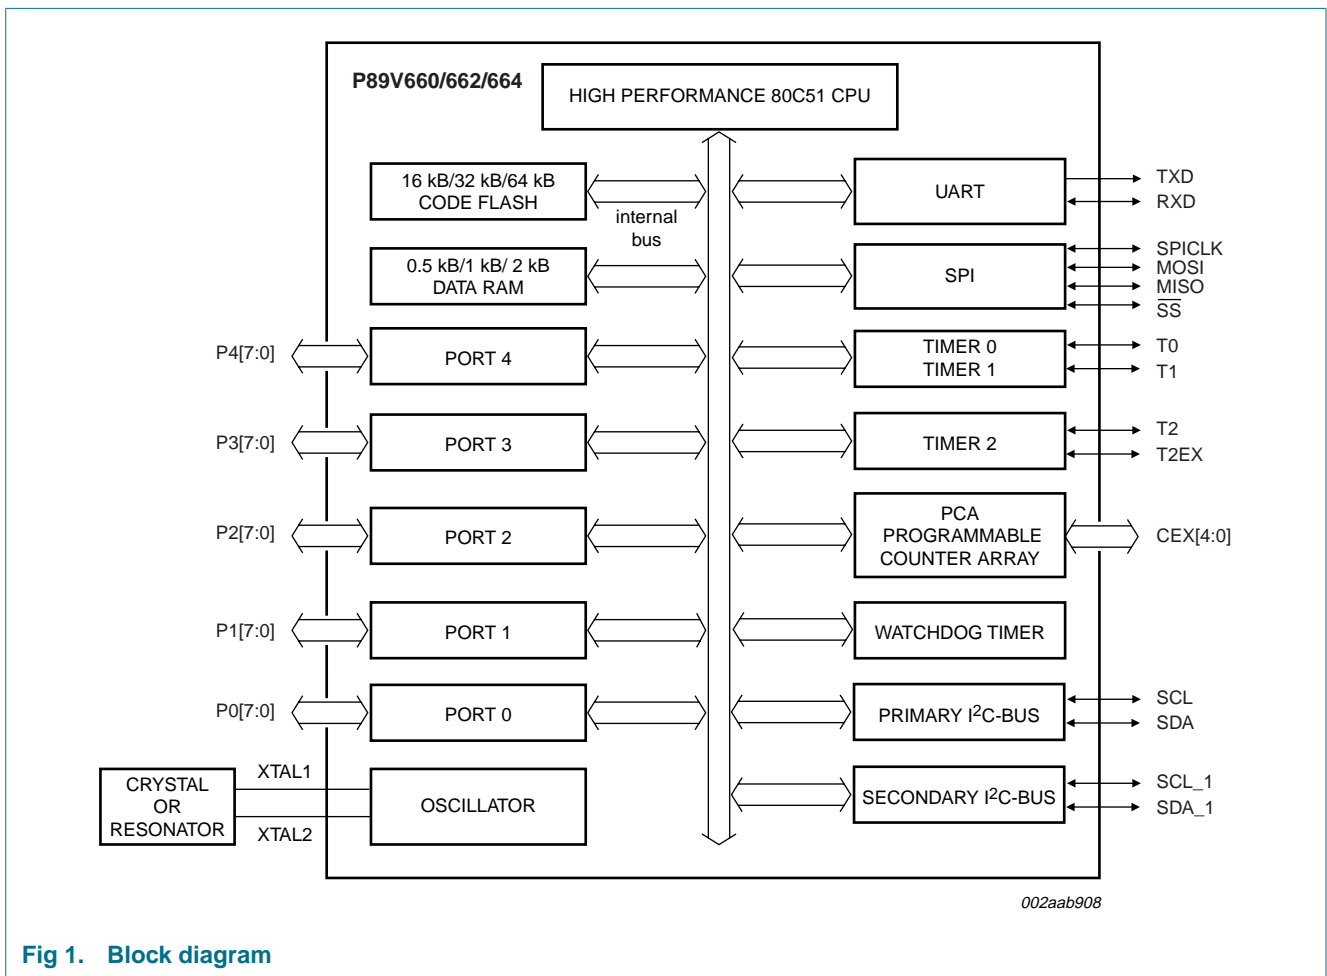 P89V660/662/664
HIGH PERFORMANCE 80C51 CPU
16 kB/32 kB/64 kB
CODE FLASH
internal
bus
UART
TXD
RXD
0.5 kB/1 kB/ 2 kB
DATA RAM
SPI
SPICLK
MOSI
MISO
S̅S̅
P4[7:0]
PORT 4
TIMER 0
TIMER 1
T0
T1
P3[7:0]
PORT 3
TIMER 2
T2
T2EX
P2[7:0]
PORT 2
PCA
PROGRAMMABLE
COUNTER ARRAY
CEX[4:0]
P1[7:0]
PORT 1
WATCHDOG TIMER
P0[7:0]
PORT 0
PRIMARY I²C-BUS
SCL
SDA
CRYSTAL
OR
RESONATOR
XTAL1
XTAL2
OSCILLATOR
SECONDARY I²C-BUS
SCL_1
SDA_1
002aab908
Fig 1. Block diagram